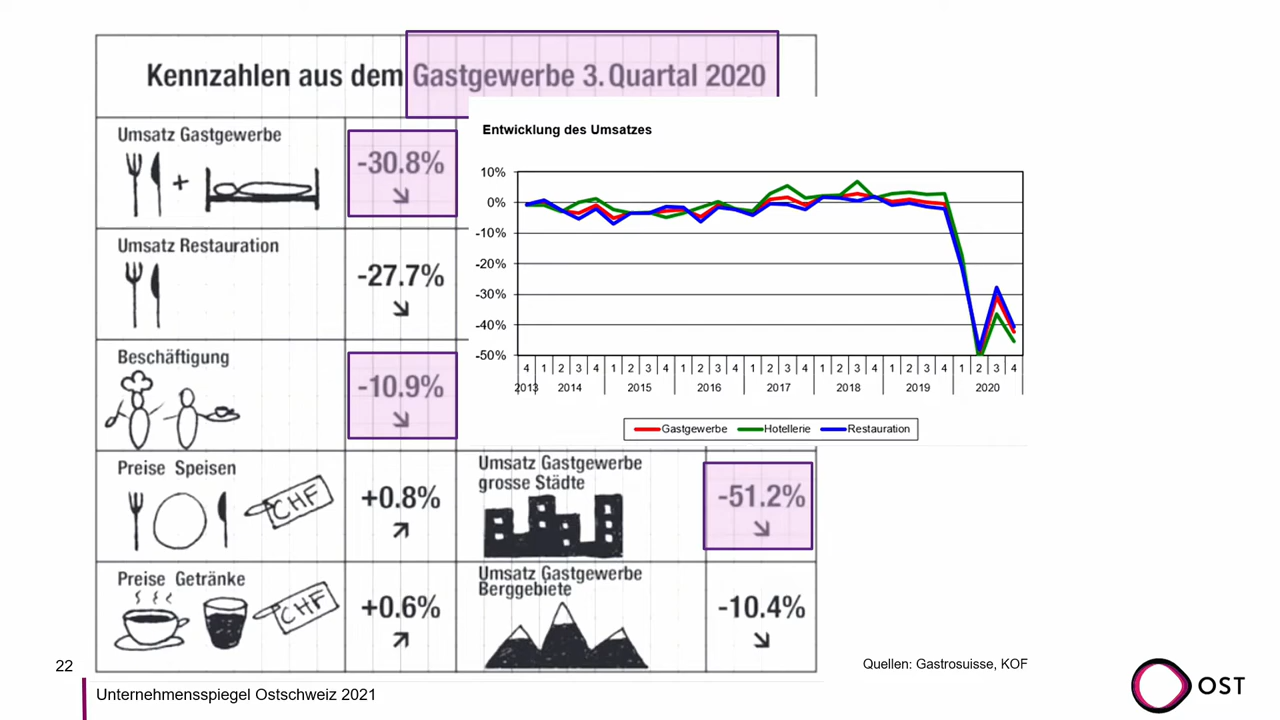 Kennzahlen aus dem Gastgewerbe 3. Quartal 2020
Umsatz Gastgewerbe
-30.8%
Umsatz Restauration
-27.7%
Beschäftigung
-10.9%
Preise Speisen
CHF
+0.8%
Preise Getränke
CHF
+0.6%
Entwicklung des Umsatzes
10%
0%
-10%
-20%
-30%
-40%
-50%
4 1 2 3 4 1 2 3 4 1 2 3 4 1 2 3 4 1 2 3 4 1 2 3 4 1 2 3 4
2013 2014 2015 2016 2017 2018 2019 2020
Gastgewerbe Hotellerie Restauration
Umsatz Gastgewerbe
grosse Städte
-51.2%
Umsatz Gastgewerbe
Berggebiete
-10.4%
Quellen: Gastrosuisse, KOF
22
Unternehmensspiegel Ostschweiz 2021
OST